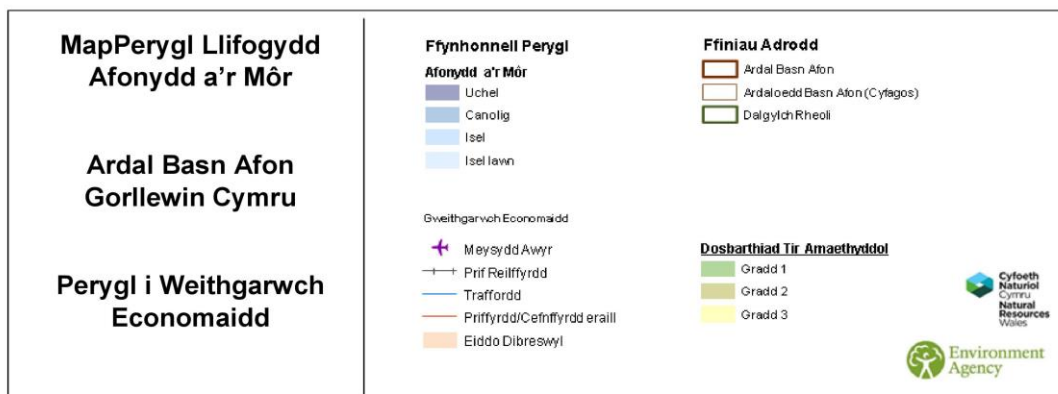 MapPerygl Llifogydd
Afonydd a'r Môr
Ardal Basn Afon
Gorllewin Cymru
Perygl i Weithgarwch
Economaidd
Ffynhonnell Perygl
Afonydd a'r Môr
Uchel
Canolig
Isel
Isel Iawn
Gweithgarwch Economaidd
Meysydd Awyr
Prif Reilffyrdd
Traffordd
Priffyrdd/Cefnffyrdd eraill
Eiddo Dibreswyl
Ffiniau Adrodd
Ardal Basn Afon
Ardaloedd Basn Afon (Cyfagos)
Dalgylch Rheoli
Dosbarthiad Tir Amaethyddol
Gradd 1
Gradd 2
Gradd 3
Cyfoeth
Naturiol
Cymru
Natural
Resources
Wales
Environment
Agency